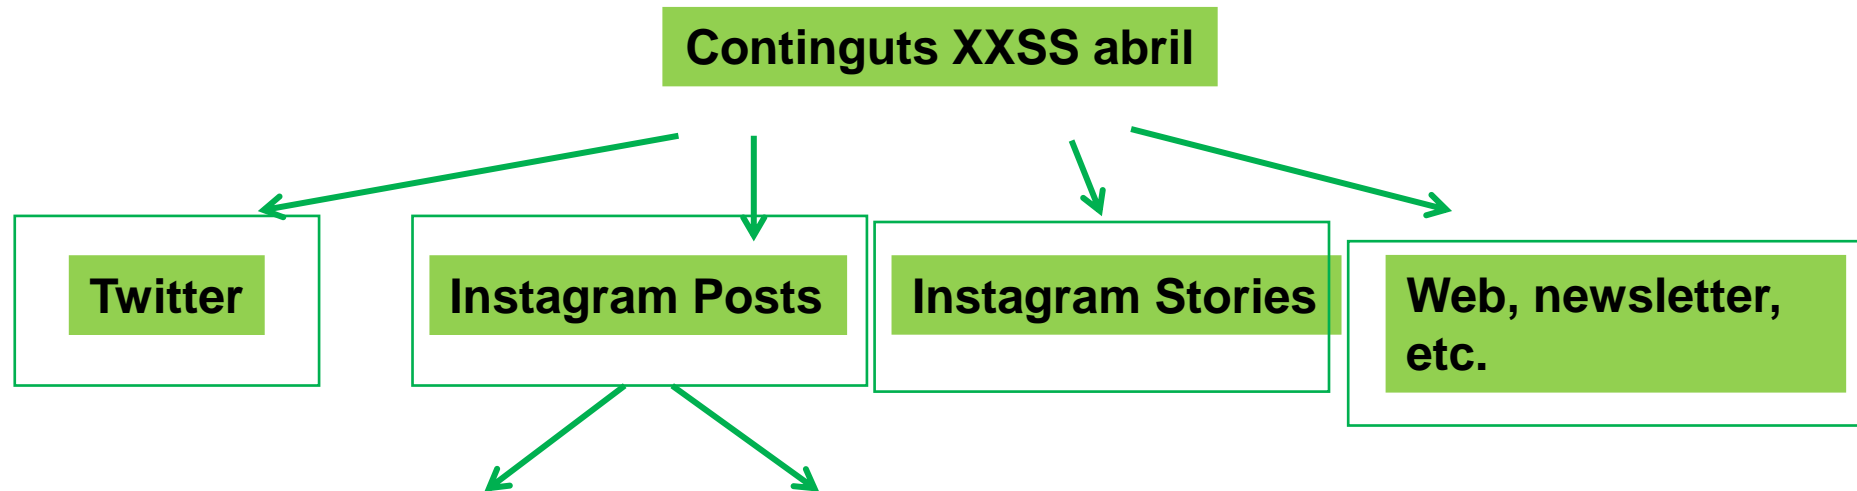 Continguts XXSS abril
Twitter
Instagram Posts
Instagram Stories
Web, newsletter,
etc.